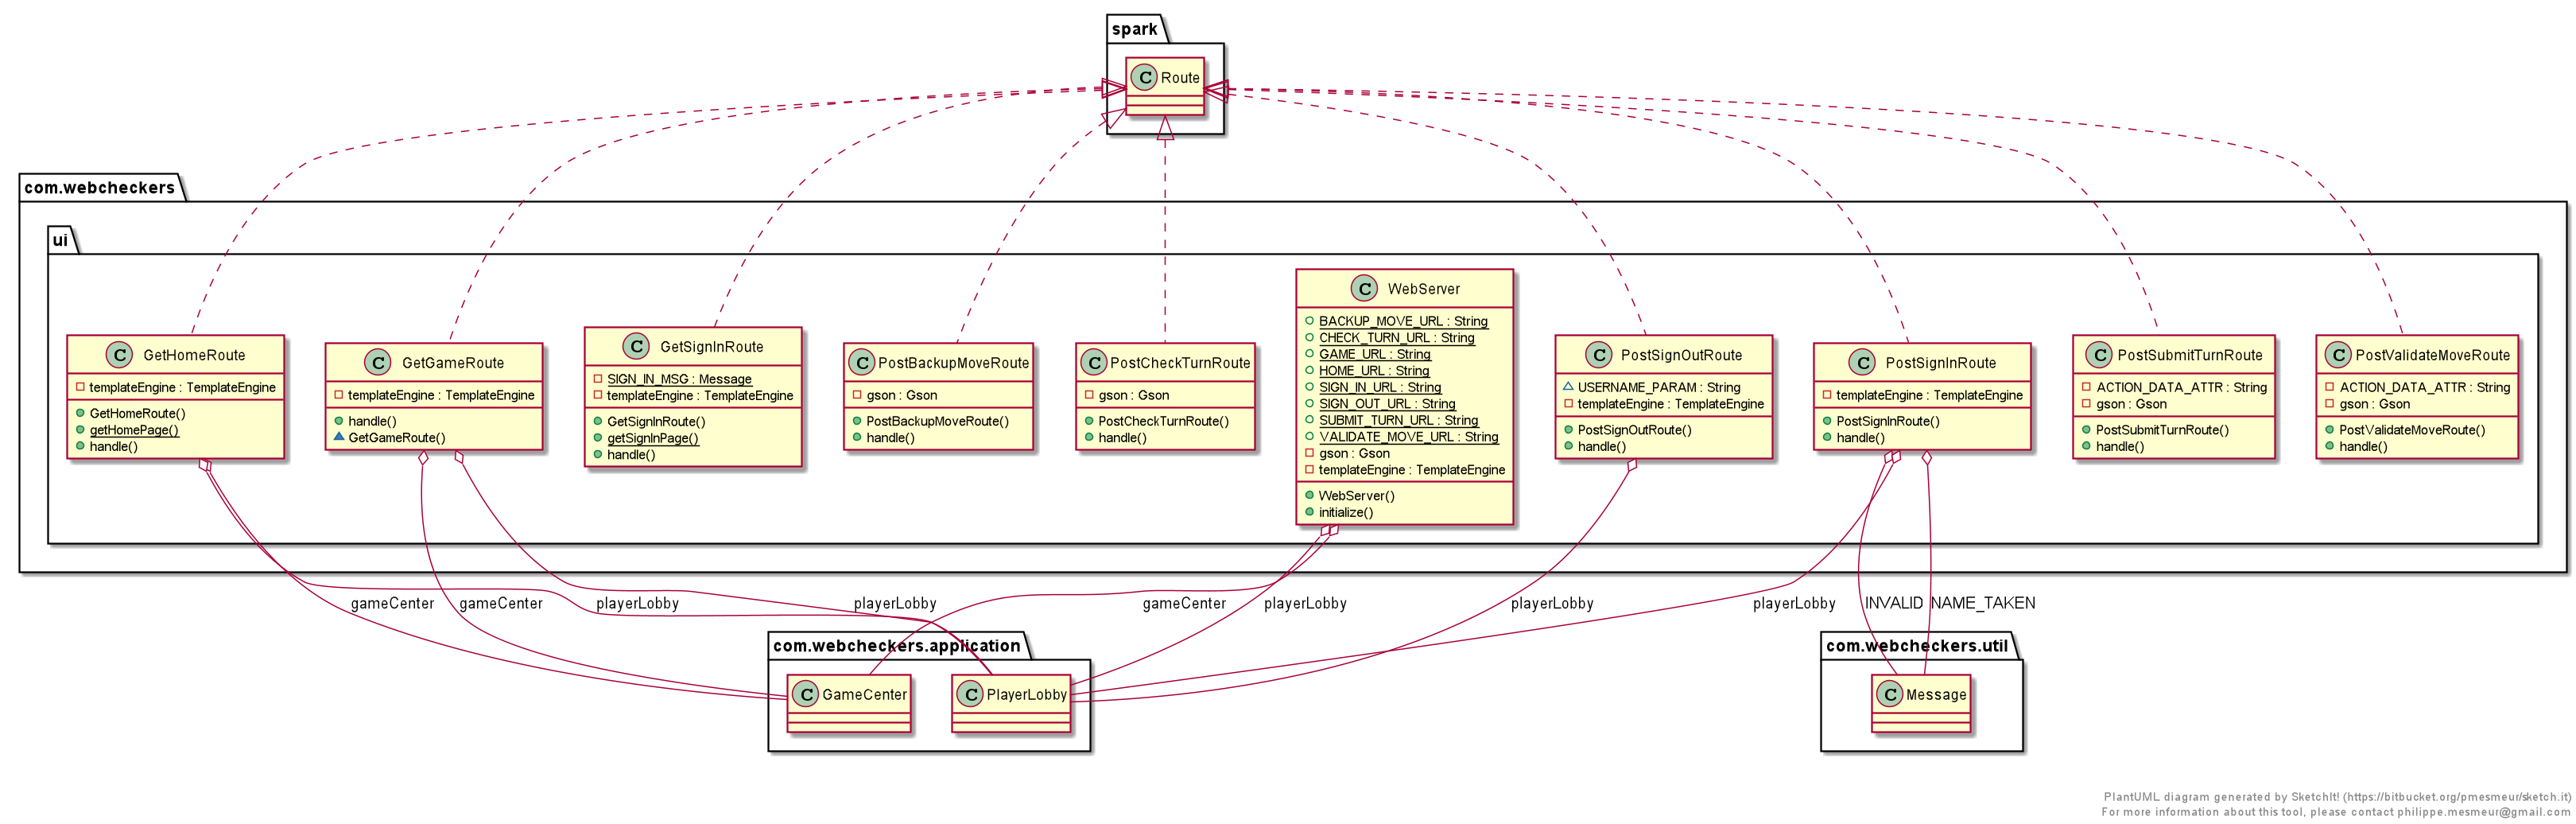 spark
C Route
com.webcheckers
ui
C GetHomeRoute
templateEngine : TemplateEngine
GetHomeRoute()
getHomePage()
handle()
C GetGameRoute
templateEngine : TemplateEngine
handle()
GetGameRoute()
C GetSignInRoute
SIGN_IN_MSG : Message
templateEngine : TemplateEngine
GetSignInRoute()
getSignInPage()
handle()
C PostBackupMoveRoute
gson : Gson
PostBackupMoveRoute()
handle()
C PostCheckTurnRoute
gson : Gson
PostCheckTurnRoute()
handle()
C WebServer
BACKUP_MOVE_URL : String
CHECK_TURN_URL : String
GAME_URL : String
HOME_URL : String
SIGN_IN_URL : String
SIGN_OUT_URL : String
SUBMIT_TURN_URL : String
VALIDATE_MOVE_URL : String
gson : Gson
templateEngine : TemplateEngine
WebServer()
initialize()
C PostSignOutRoute
USERNAME_PARAM : String
templateEngine : TemplateEngine
PostSignOutRoute()
handle()
C PostSignInRoute
templateEngine : TemplateEngine
PostSignInRoute()
handle()
C PostSubmitTurnRoute
ACTION_DATA_ATTR : String
gson : Gson
PostSubmitTurnRoute()
handle()
C PostValidateMoveRoute
ACTION_DATA_ATTR : String
gson : Gson
PostValidateMoveRoute()
handle()
gameCenter
gameCenter
playerLobby
playerLobby
gameCenter
playerLobby
playerLobby
playerLobby
INVALID
NAME_TAKEN
com.webcheckers.application
C GameCenter
C PlayerLobby
com.webcheckers.util
C Message
PlantUML diagram generated by SketchIt! (https://bitbucket.org/pmesmeur/sketch.it)
For more information about this tool, please contact philippe.mesmeur@gmail.com